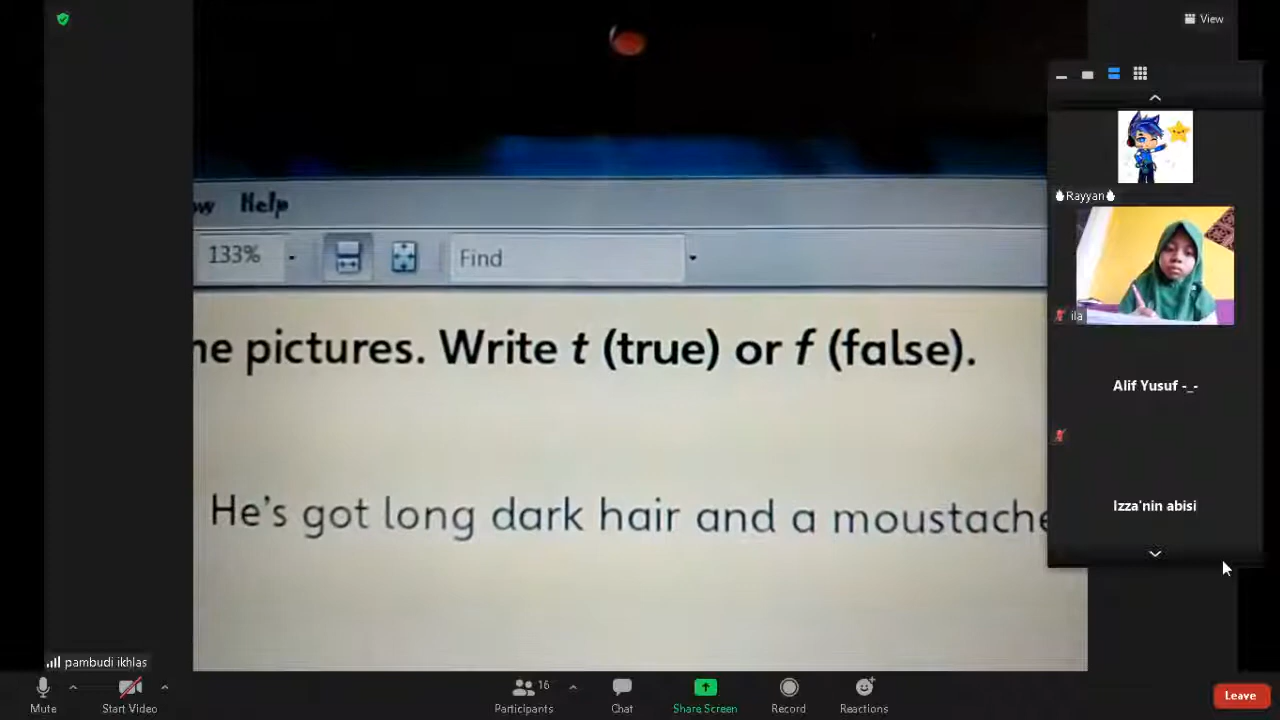 View
Help
133%
Find
pictures. Write t (true) or f (false).
He's got long dark hair and a moustache
Rayyan
ila
Alif Yusuf -_-
Izza'nin abisi
pambudi ikhlas
Mute
Start Video
16
Participants
Chat
Share Screen
Record
Reactions
Leave